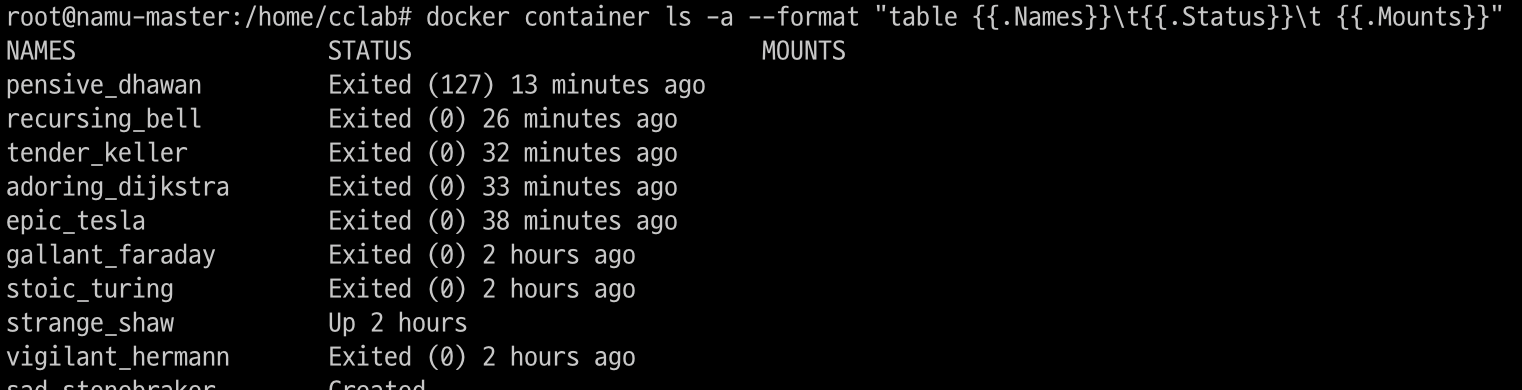 root@namu-master:/home/cclab# docker container ls -a --format "table {{.Names}}\t{{.Status}}\t {{.Mounts}}"
NAMES STATUS MOUNTS
pensive_dhawan Exited (127) 13 minutes ago
recursing_bell Exited (0) 26 minutes ago
tender_keller Exited (0) 32 minutes ago
adoring_dijkstra Exited (0) 33 minutes ago
epic_tesla Exited (0) 38 minutes ago
gallant_faraday Exited (0) 2 hours ago
stoic_turing Exited (0) 2 hours ago
strange_shaw Up 2 hours
vigilant_hermann Exited (0) 2 hours ago
sad_stonebraker Created